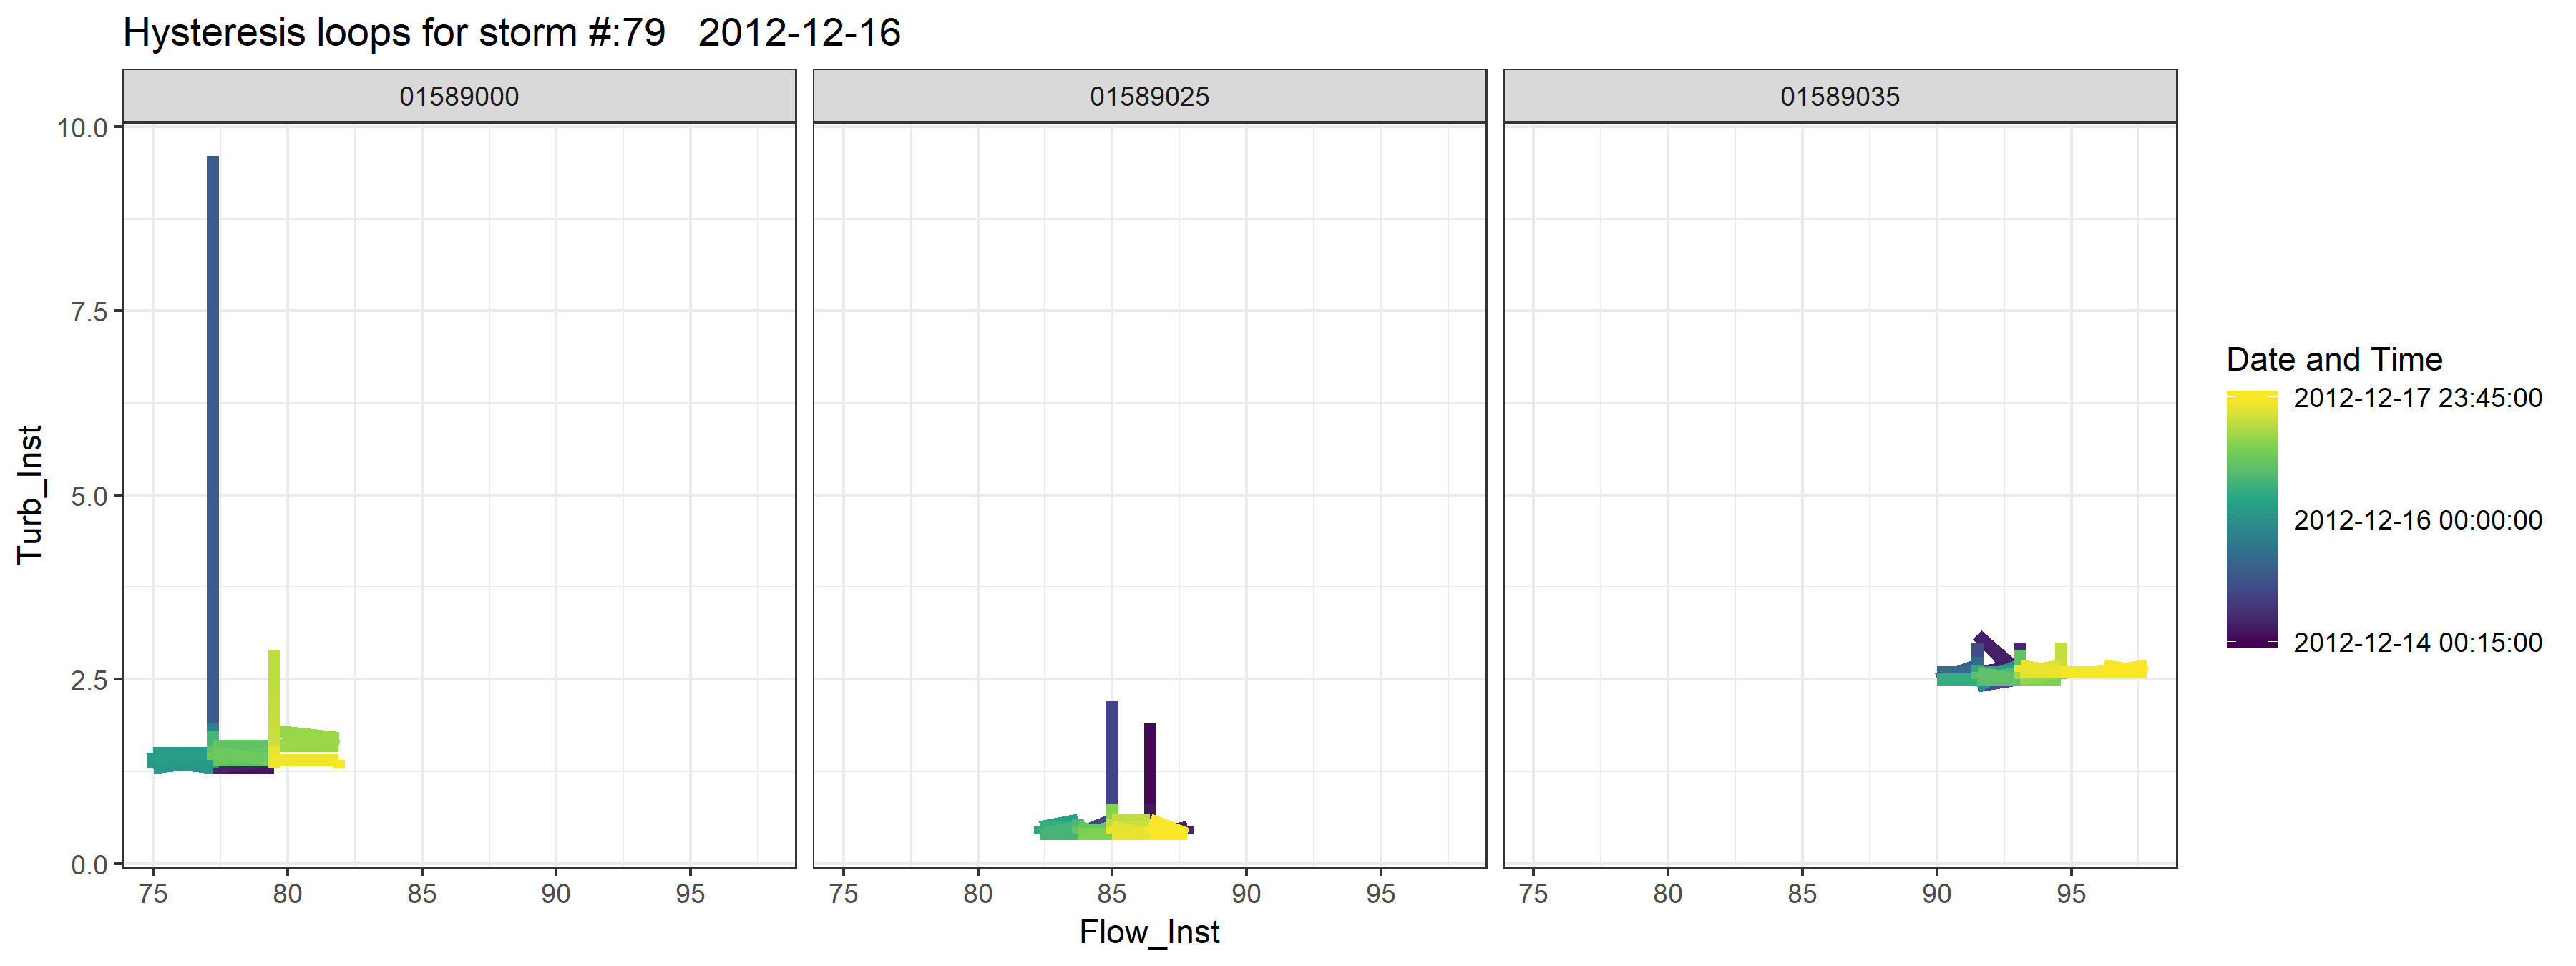 Hysteresis loops for storm #:79   2012-12-16
01589000
01589025
01589035
10.0
7.5
5.0
2.5
0.0
Turb_Inst
75 80 85 90 95
75 80 85 90 95
75 80 85 90 95
Flow_Inst
Date and Time
2012-12-17 23:45:00
2012-12-16 00:00:00
2012-12-14 00:15:00